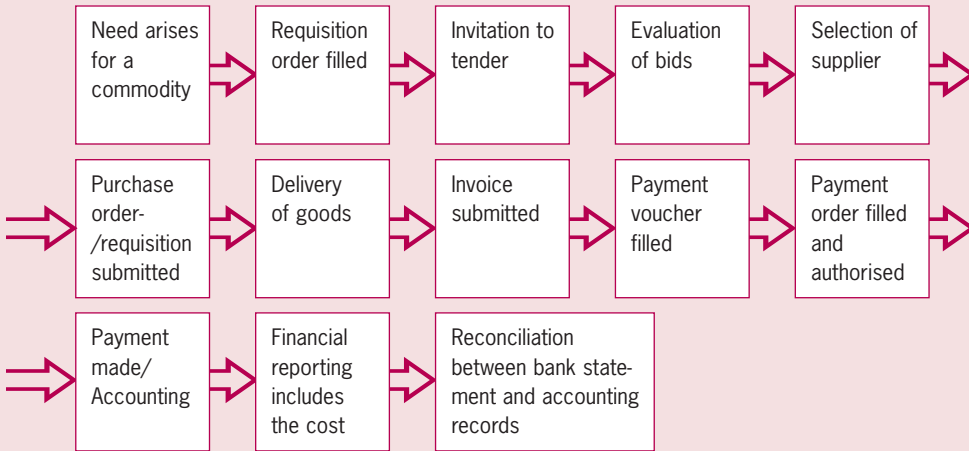 Need arises
for a
commodity
Requisition
order filled
Invitation to
tender
Evaluation
of bids
Selection of
supplier
Purchase
order-
/requisition
submitted
Delivery
of goods
Invoice
submitted
Payment
voucher
filled
Payment
order filled
and
authorised
Payment
made/
Accounting
Financial
reporting
includes
the cost
Reconciliation
between bank state-
ment and accounting
records